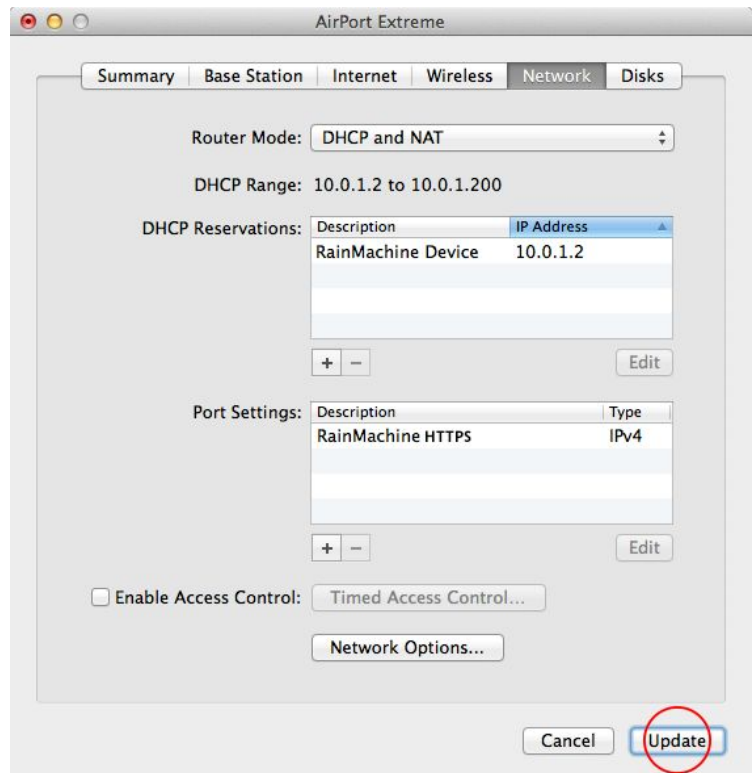 AirPort Extreme
Summary Base Station Internet Wireless Network Disks
Router Mode: DHCP and NAT
DHCP Range: 10.0.1.2 to 10.0.1.200
DHCP Reservations: Description IP Address
RainMachine Device 10.0.1.2
+ − Edit
Port Settings: Description Type
RainMachine HTTPS IPv4
+ − Edit
Enable Access Control: Timed Access Control...
Network Options...
Cancel Update